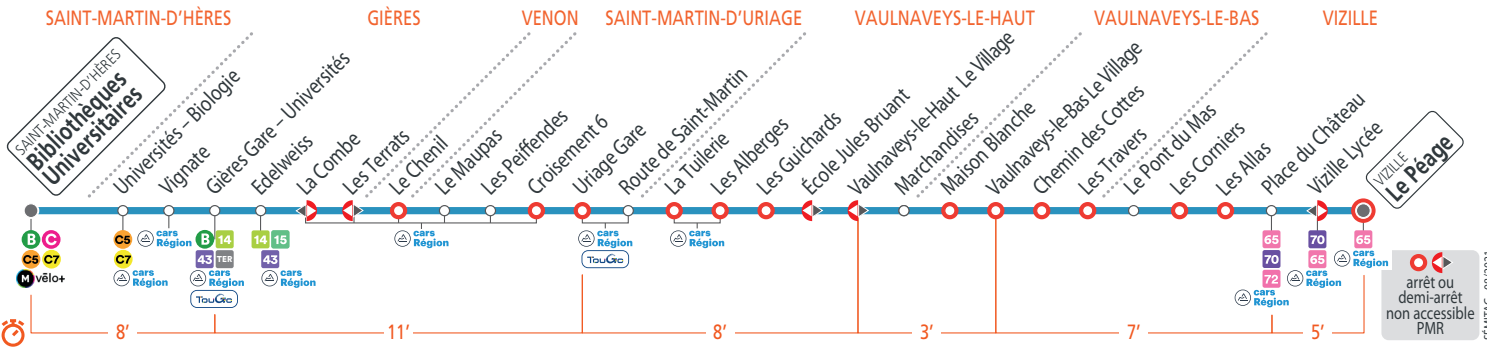 SAINT-MARTIN-D'HÈRES
GIÈRES
VENON
SAINT-MARTIN-D'URIAGE
VAULNAVEYS-LE-HAUT
VAULNAVEYS-LE-BAS
VIZILLE
SAINT-MARTIN-D'HÈRES
Bibliothèques
Universitaires
Universités – Biologie
Vignate
Gières Gare – Universités
Edelweiss
La Combe
Les Terrats
Le Chenil
Le Maupas
Les Peiffendes
Croisement 6
Uriage Gare
Route de Saint-Martin
La Tuilerie
Les Alberges
Les Guichards
École Jules Bruant
Vaulnaveys-le-Haut Le Village
Marchandises
Maison Blanche
Vaulnaveys-le-Bas Le Village
Chemin des Cottes
Les Travers
Le Pont du Mas
Les Corniers
Les Allas
Place du Château
Vizille Lycée
VIZILLE
Le Péage
B C
C5 C7
M vélo+
C5
C7
cars
Région
cars
Région
B 14
43 TER
cars
Région
TouGo
14 15
43
cars
Région
cars
Région
cars
Région
TouGo
cars
Région
65
70
72
cars
Région
70
65
cars
Région
65
cars
Région
arrêt ou
demi-arrêt
non accessible
PMR
8'
11'
8'
3'
7'
5'